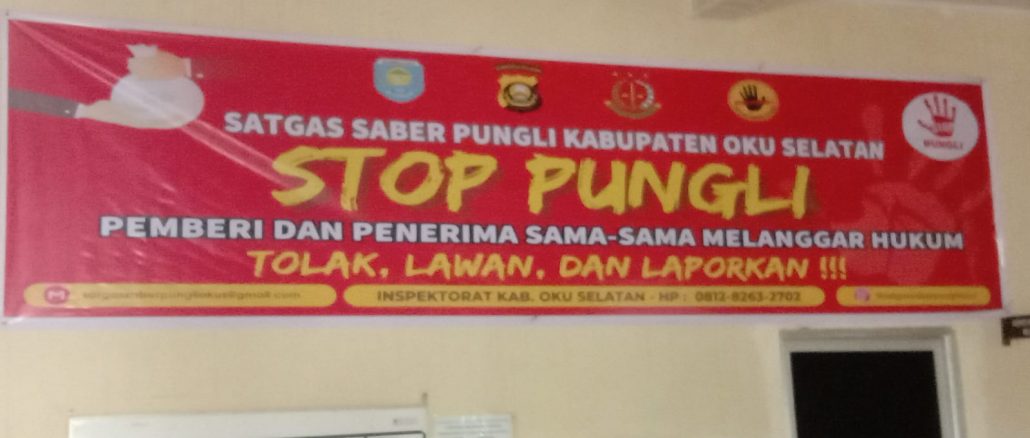 SATGAS SABER PUNGLI KABUPATEN OKU SELATAN
STOP PUNGLI
PUNGLI
PEMBERI DAN PENERIMA SAMA-SAMA MELANGGAR HUKUM
TOLAK, LAWAN, DAN LAPORKAN !!!
INSPEKTORAT KAB. OKU SELATAN - HP : 0812-8263-2702